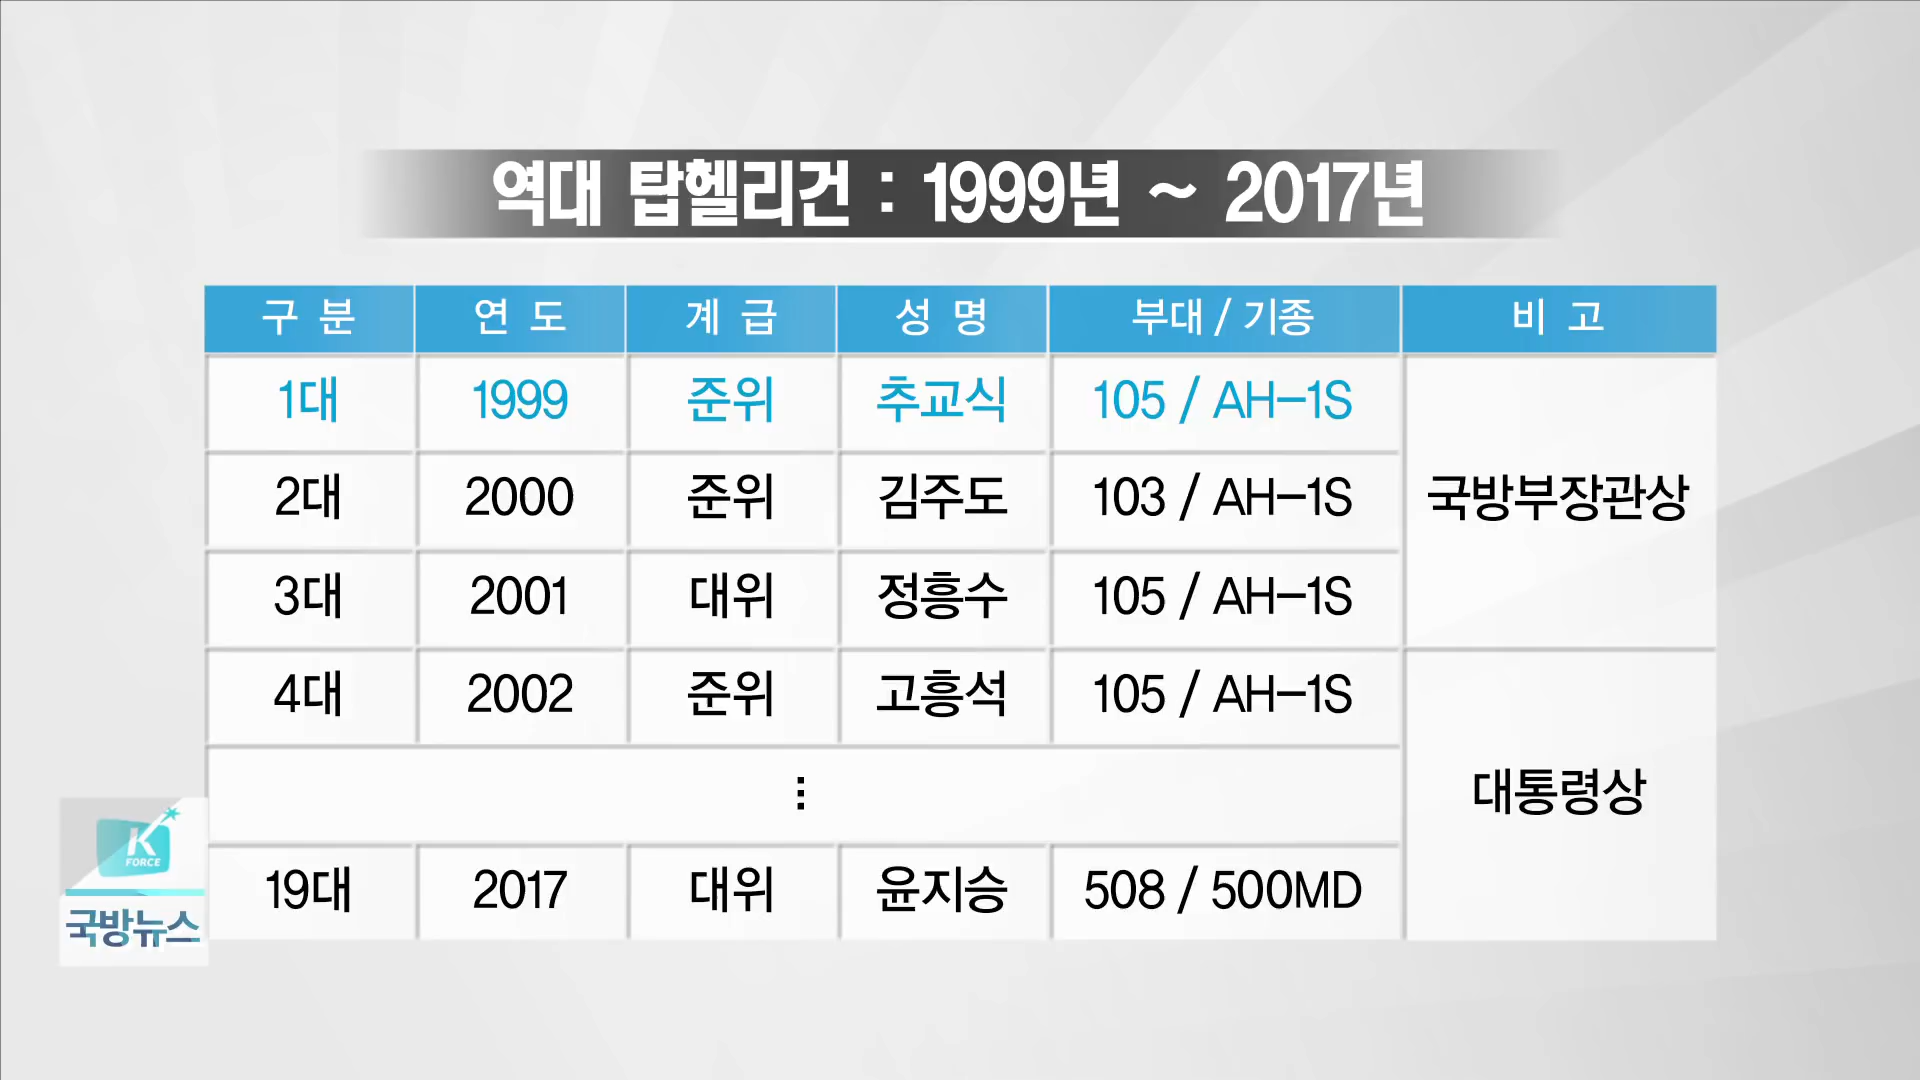 역대 탑헬리건 : 1999년 ~ 2017년
구 분 연 도 계 급 성 명 부대 / 기종 비 고
1대 1999 준위 추교식 105 / AH-1S
2대 2000 준위 김주도 103 / AH-1S 국방부장관상
3대 2001 대위 정흥수 105 / AH-1S
4대 2002 준위 고흥석 105 / AH-1S
⋮ 대통령상
19대 2017 대위 윤지승 508 / 500MD
K
FORCE
국방뉴스